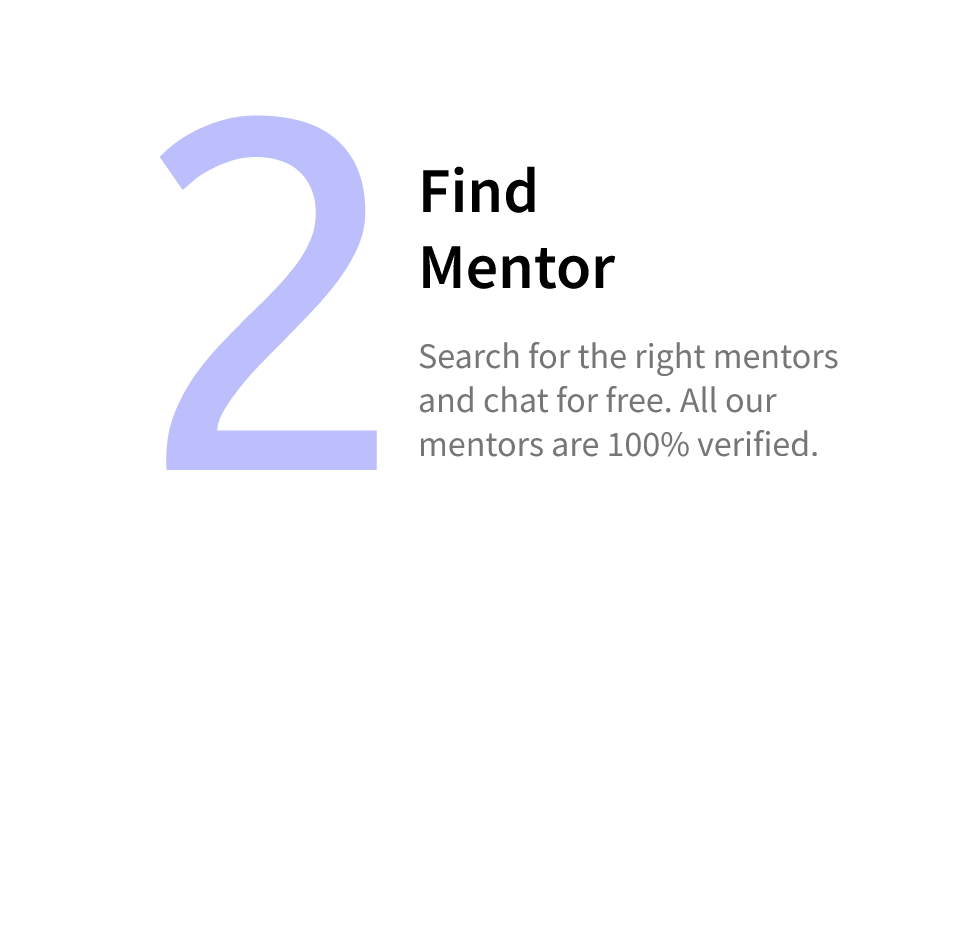 2
Find
Mentor
Search for the right mentors
and chat for free. All our
mentors are 100% verified.